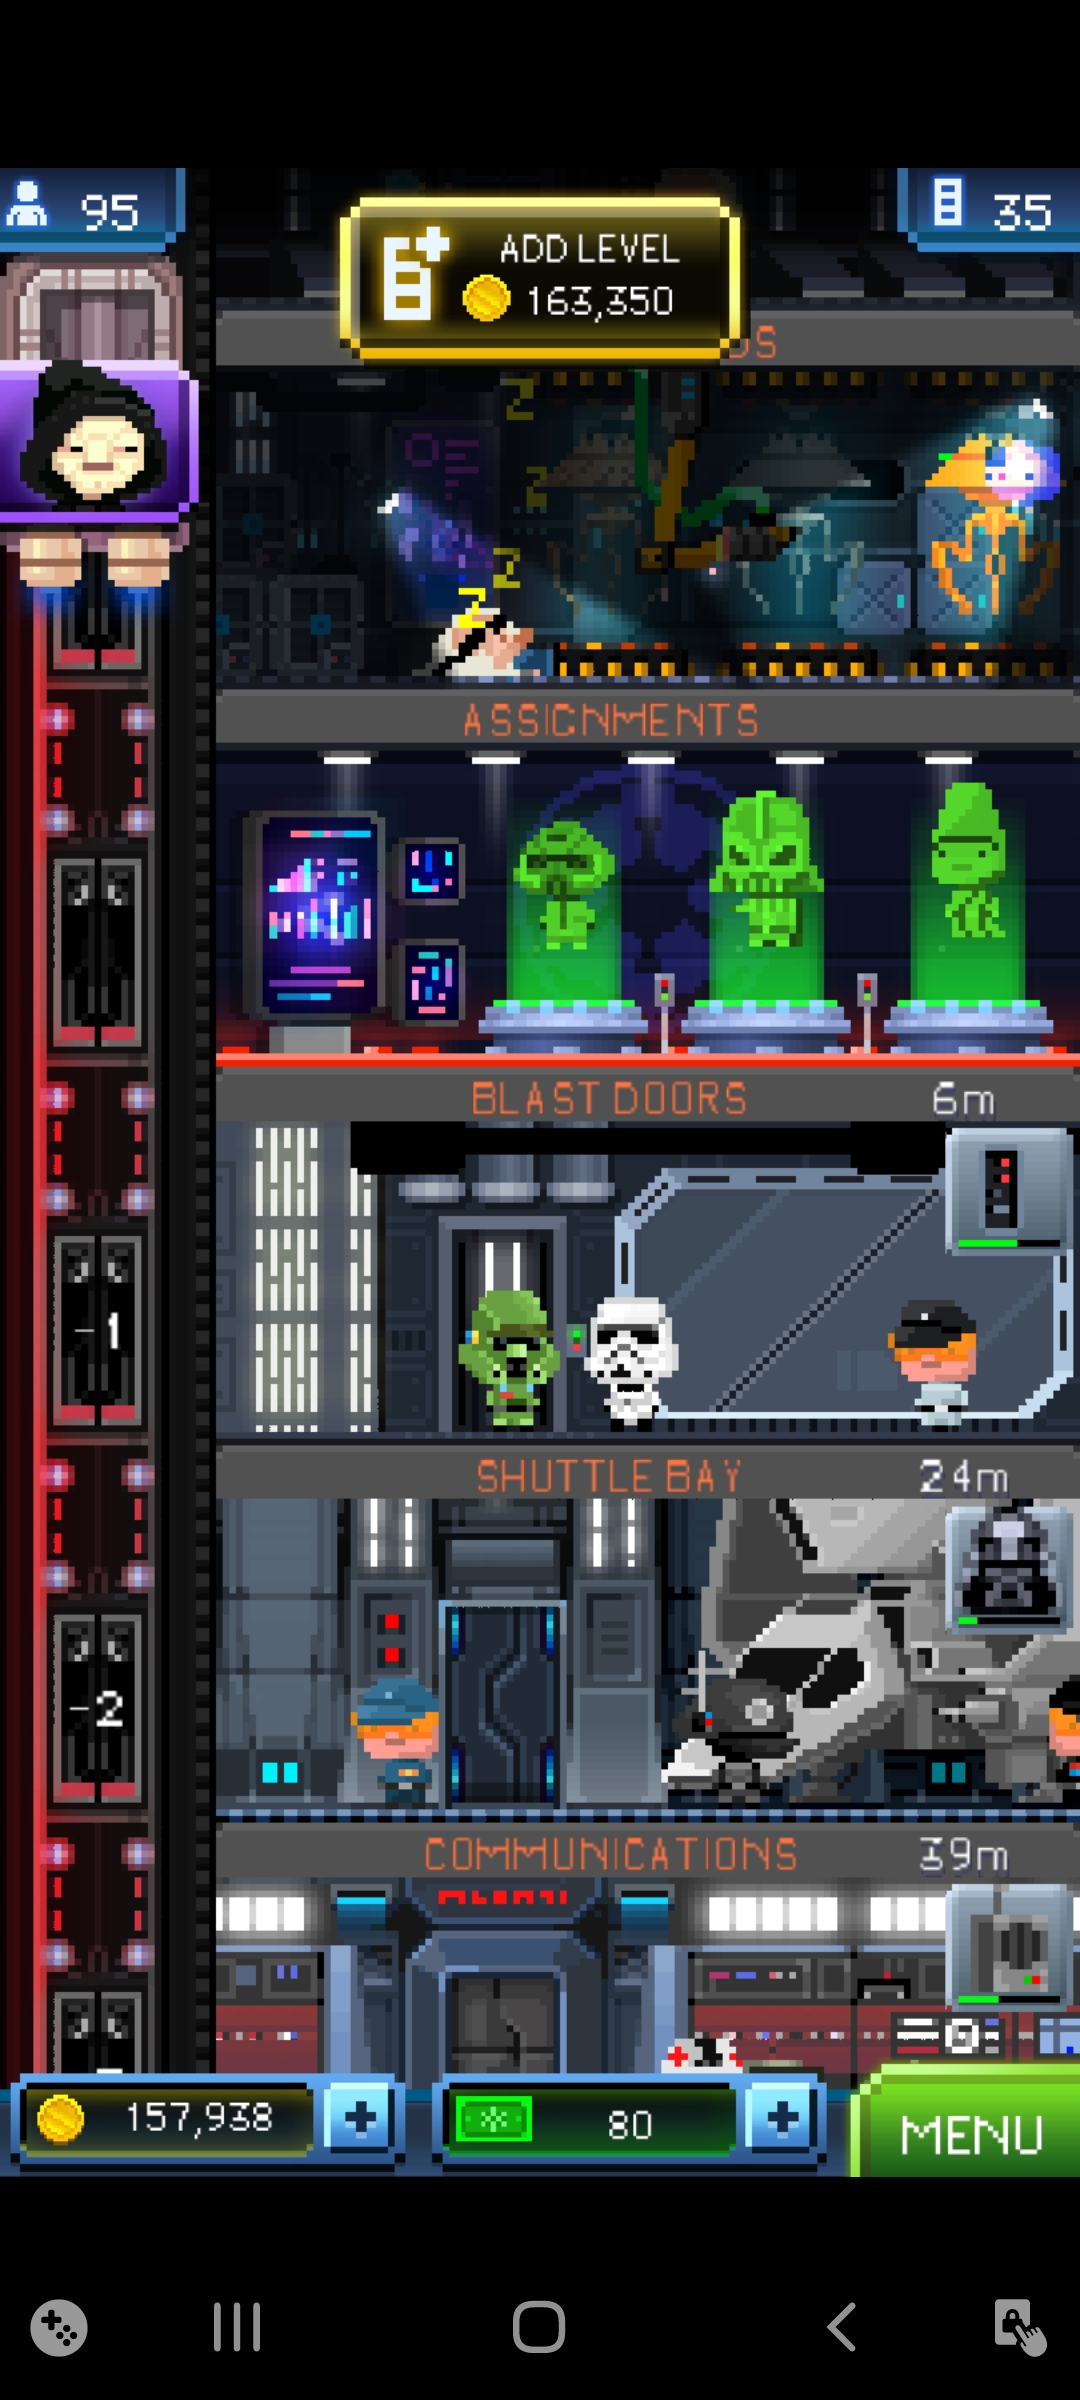 95
ADD LEVEL
163,350
35
DS
Z
Z
Z
Z
ASSIGNMENTS
BLAST DOORS 6m
-1
SHUTTLE BAY 24m
-2
COMMUNICATIONS 39m
157,938
80
MENU